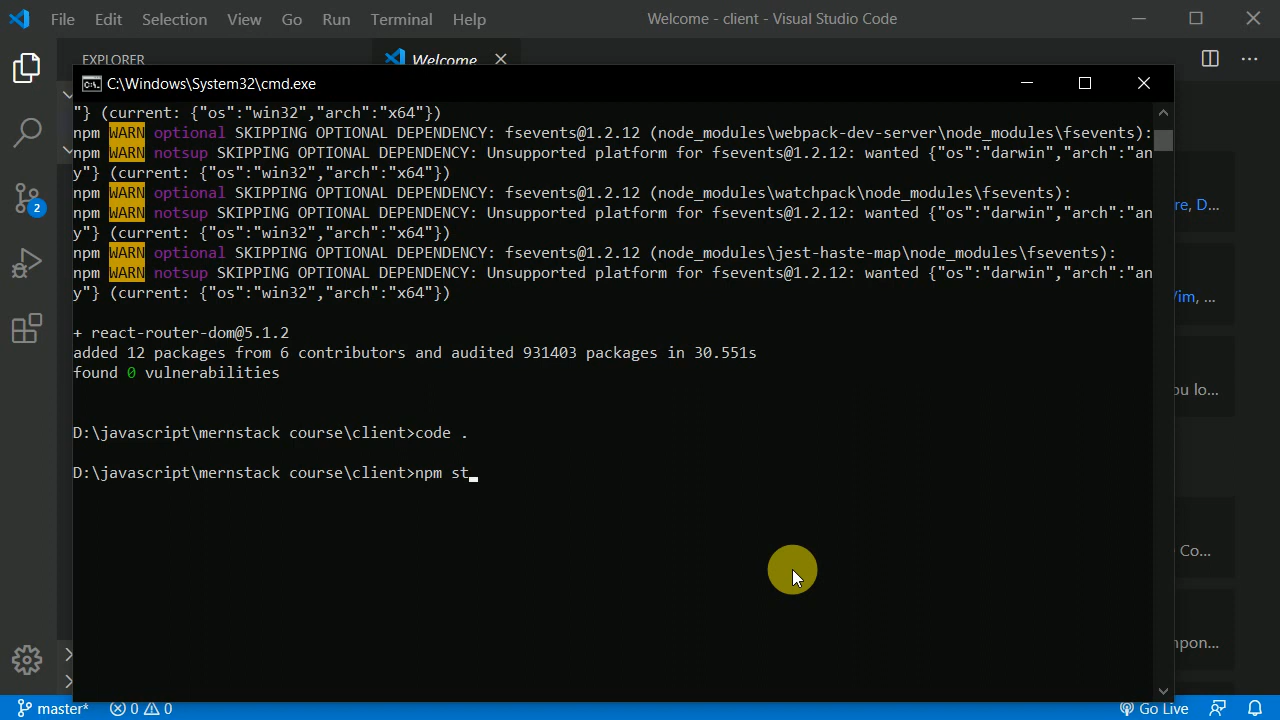 File Edit Selection View Go Run Terminal Help Welcome - client - Visual Studio Code
EXPLORER Welcome
C:\Windows\System32\cmd.exe
"} (current: {"os":"win32","arch":"x64"})
npm WARN optional SKIPPING OPTIONAL DEPENDENCY: fsevents@1.2.12 (node_modules\webpack-dev-server\node_modules\fsevents):
npm WARN notsup SKIPPING OPTIONAL DEPENDENCY: Unsupported platform for fsevents@1.2.12: wanted {"os":"darwin","arch":"an
y"} (current: {"os":"win32","arch":"x64"})
npm WARN optional SKIPPING OPTIONAL DEPENDENCY: fsevents@1.2.12 (node_modules\watchpack\node_modules\fsevents):
npm WARN notsup SKIPPING OPTIONAL DEPENDENCY: Unsupported platform for fsevents@1.2.12: wanted {"os":"darwin","arch":"an
y"} (current: {"os":"win32","arch":"x64"})
npm WARN optional SKIPPING OPTIONAL DEPENDENCY: fsevents@1.2.12 (node_modules\jest-haste-map\node_modules\fsevents):
npm WARN notsup SKIPPING OPTIONAL DEPENDENCY: Unsupported platform for fsevents@1.2.12: wanted {"os":"darwin","arch":"an
y"} (current: {"os":"win32","arch":"x64"})
+ react-router-dom@5.1.2
added 12 packages from 6 contributors and audited 931403 packages in 30.551s
found 0 vulnerabilities
D:\javascript\mernstack course\client>code .
D:\javascript\mernstack course\client>npm st
re, D...
Vim, ...
ou lo...
Co...
npon...
2
master* 0 0 Go Live